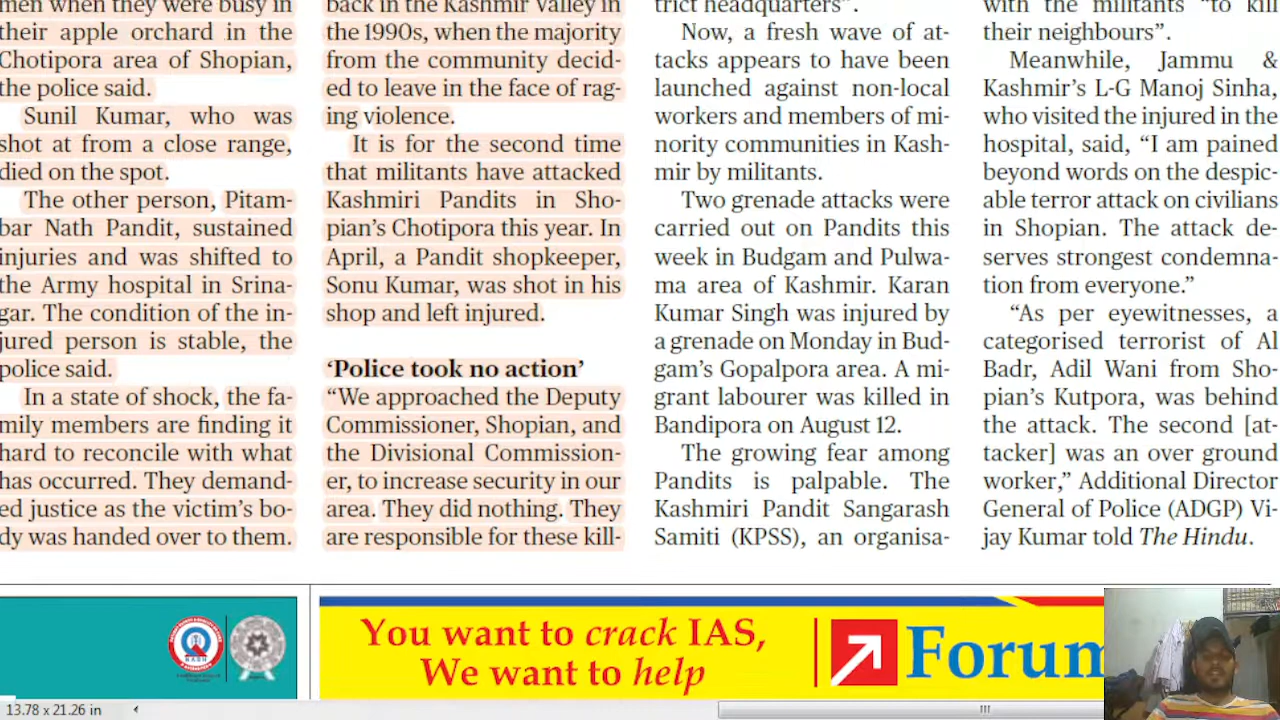 men when they were busy in
their apple orchard in the
Chotipora area of Shopian,
the police said.
Sunil Kumar, who was
shot at from a close range,
died on the spot.
The other person, Pitam-
bar Nath Pandit, sustained
injuries and was shifted to
the Army hospital in Srina-
gar. The condition of the in-
jured person is stable, the
police said.
In a state of shock, the fa-
mily members are finding it
hard to reconcile with what
has occurred. They demand-
ed justice as the victim's bo-
dy was handed over to them.
back in the Kashmir Valley in
the 1990s, when the majority
from the community decid-
ed to leave in the face of rag-
ing violence.
It is for the second time
that militants have attacked
Kashmiri Pandits in Sho-
pian's Chotipora this year. In
April, a Pandit shopkeeper,
Sonu Kumar, was shot in his
shop and left injured.
‘Police took no action’
“We approached the Deputy
Commissioner, Shopian, and
the Divisional Commission-
er, to increase security in our
area. They did nothing. They
are responsible for these kill-
trict headquarters”.
Now, a fresh wave of at-
tacks appears to have been
launched against non-local
workers and members of mi-
nority communities in Kash-
mir by militants.
Two grenade attacks were
carried out on Pandits this
week in Budgam and Pulwa-
ma area of Kashmir. Karan
Kumar Singh was injured by
a grenade on Monday in Bud-
gam's Gopalpora area. A mi-
grant labourer was killed in
Bandipora on August 12.
The growing fear among
Pandits is palpable. The
Kashmiri Pandit Sangarash
Samiti (KPSS), an organisa-
with the militants “to kill
their neighbours”.
Meanwhile, Jammu &
Kashmir's L-G Manoj Sinha,
who visited the injured in the
hospital, said, “I am pained
beyond words on the despic-
able terror attack on civilians
in Shopian. The attack de-
serves strongest condemna-
tion from everyone.”
“As per eyewitnesses, a
categorised terrorist of Al
Badr, Adil Wani from Sho-
pian's Kutpora, was behind
the attack. The second [at-
tacker] was an over ground
worker,” Additional Director
General of Police (ADGP) Vi-
jay Kumar told The Hindu.
You want to crack IAS,
We want to help
Forum
13.78 x 21.26 in